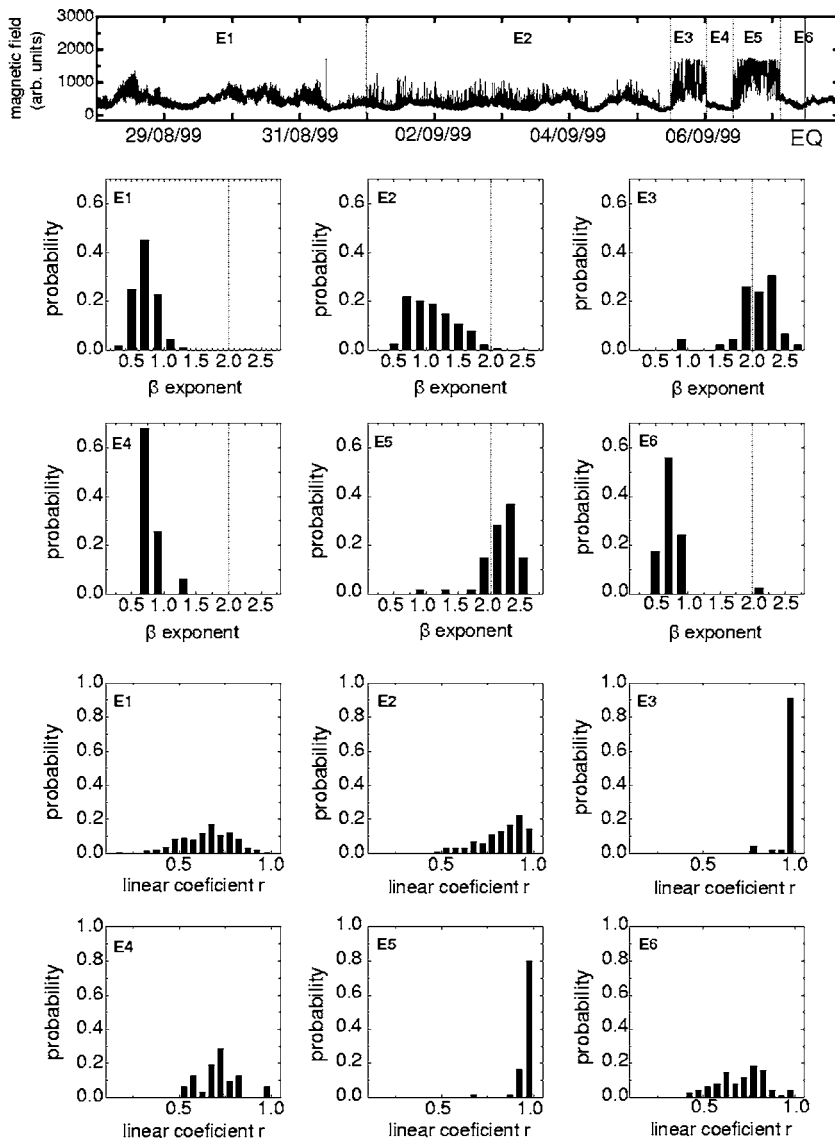 magnetic field
(arb. units)
3000
2000
1000
0
E1
E2
E3
E4
E5
E6
29/08/99
31/08/99
02/09/99
04/09/99
06/09/99
EQ
E1
probability
0.6
0.4
0.2
0.0
0.5 1.0 1.5 2.0 2.5
β exponent
E2
probability
0.6
0.4
0.2
0.0
0.5 1.0 1.5 2.0 2.5
β exponent
E3
probability
0.6
0.4
0.2
0.0
0.5 1.0 1.5 2.0 2.5
β exponent
E4
probability
0.6
0.4
0.2
0.0
0.5 1.0 1.5 2.0 2.5
β exponent
E5
probability
0.6
0.4
0.2
0.0
0.5 1.0 1.5 2.0 2.5
β exponent
E6
probability
0.6
0.4
0.2
0.0
0.5 1.0 1.5 2.0 2.5
β exponent
E1
probability
1.0
0.8
0.6
0.4
0.2
0.0
0.5 1.0
linear coeficient r
E2
probability
1.0
0.8
0.6
0.4
0.2
0.0
0.5 1.0
linear coeficient r
E3
probability
1.0
0.8
0.6
0.4
0.2
0.0
0.5 1.0
linear coeficient r
E4
probability
1.0
0.8
0.6
0.4
0.2
0.0
0.5 1.0
linear coeficient r
E5
probability
1.0
0.8
0.6
0.4
0.2
0.0
0.5 1.0
linear coeficient r
E6
probability
1.0
0.8
0.6
0.4
0.2
0.0
0.5 1.0
linear coeficient r